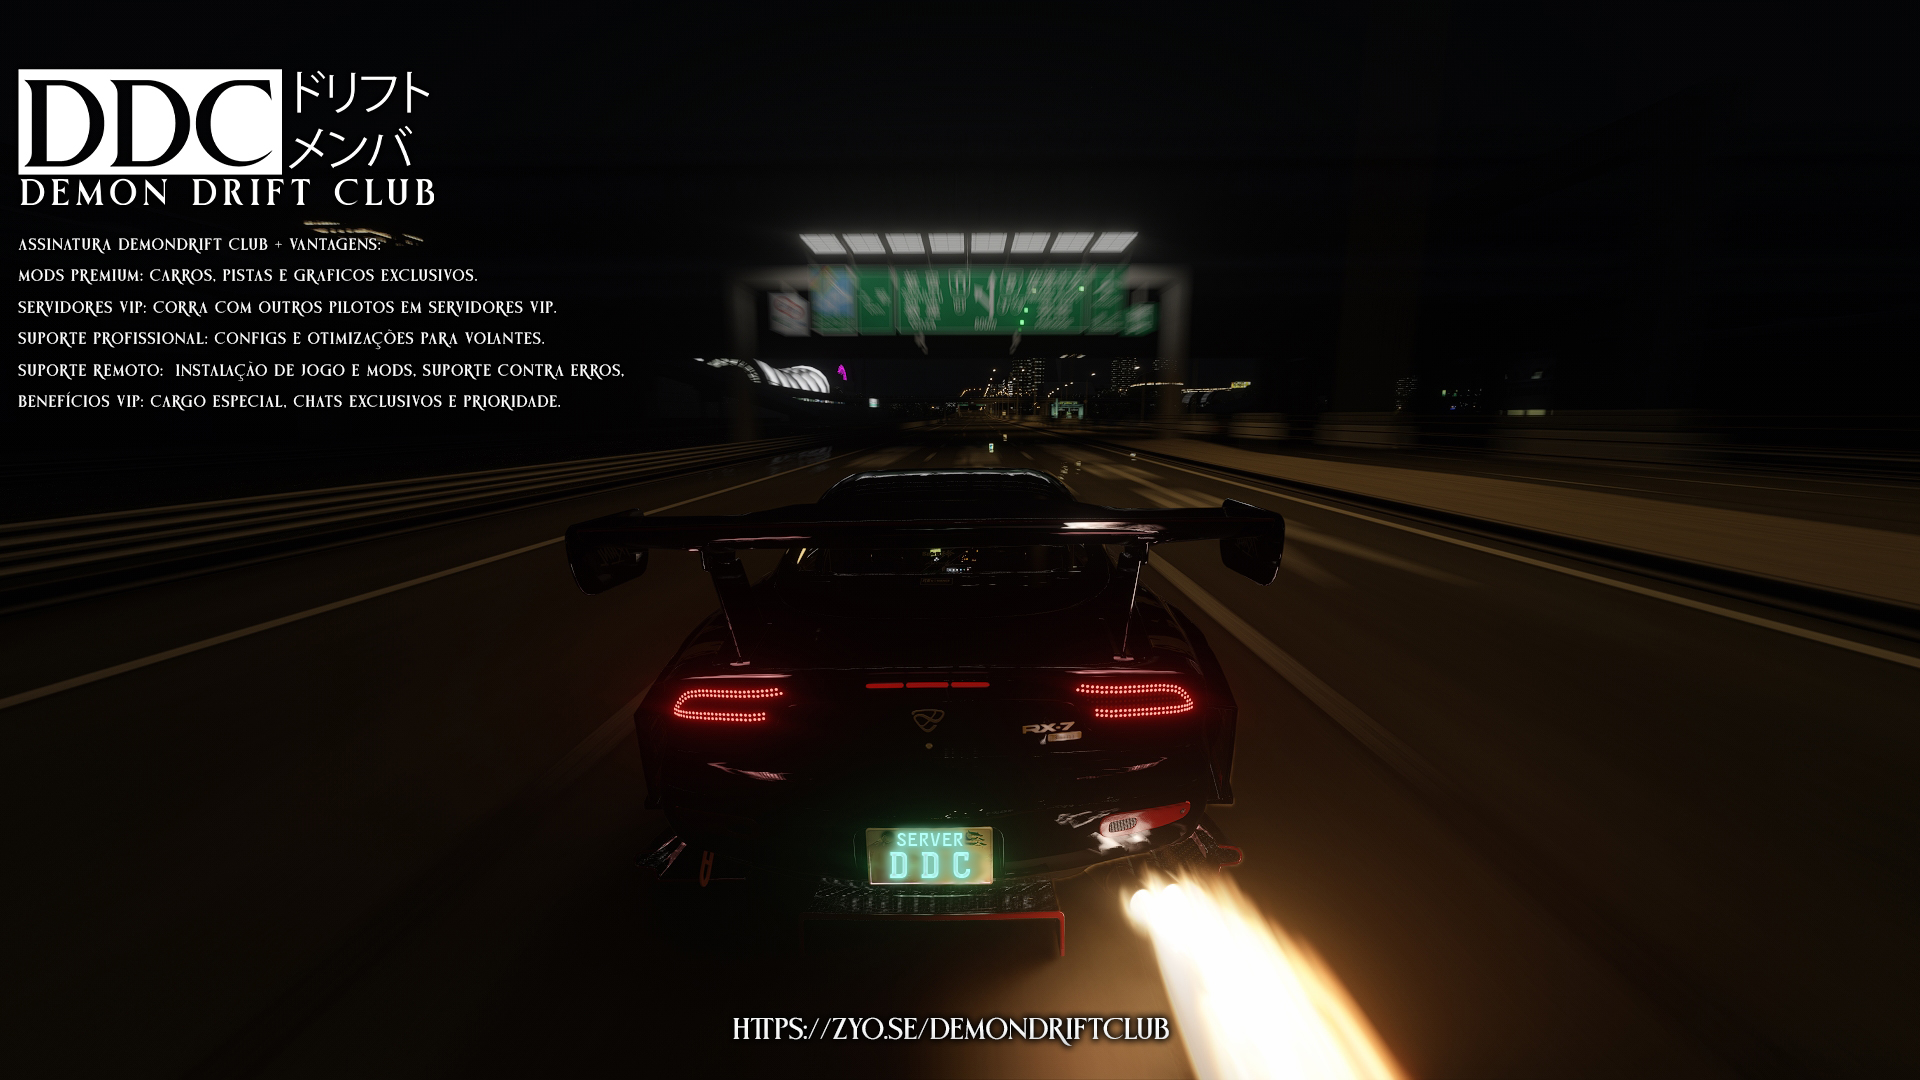 DDC
ドリフト
メンバ
DEMON DRIFT CLUB
ASSINATURA DEMONDRIFT CLUB + VANTAGENS:
MODS PREMIUM: CARROS, PISTAS E GRAFICOS EXCLUSIVOS.
SERVIDORES VIP: CORRA COM OUTROS PILOTOS EM SERVIDORES VIP.
SUPORTE PROFISSIONAL: CONFIGS E OTIMIZAÇÕES PARA VOLANTES.
SUPORTE REMOTO:  INSTALAÇÃO DE JOGO E MODS, SUPORTE CONTRA ERROS,
BENEFÍCIOS VIP: CARGO ESPECIAL, CHATS EXCLUSIVOS E PRIORIDADE.
RX-7
SERVER
DDC
HTTPS://ZYO.SE/DEMONDRIFTCLUB